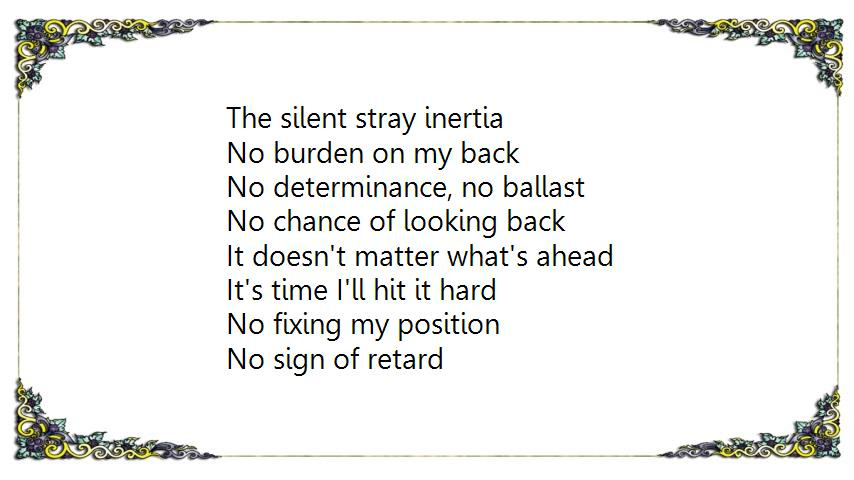 The silent stray inertia
No burden on my back
No determinance, no ballast
No chance of looking back
It doesn't matter what's ahead
It's time I'll hit it hard
No fixing my position
No sign of retard